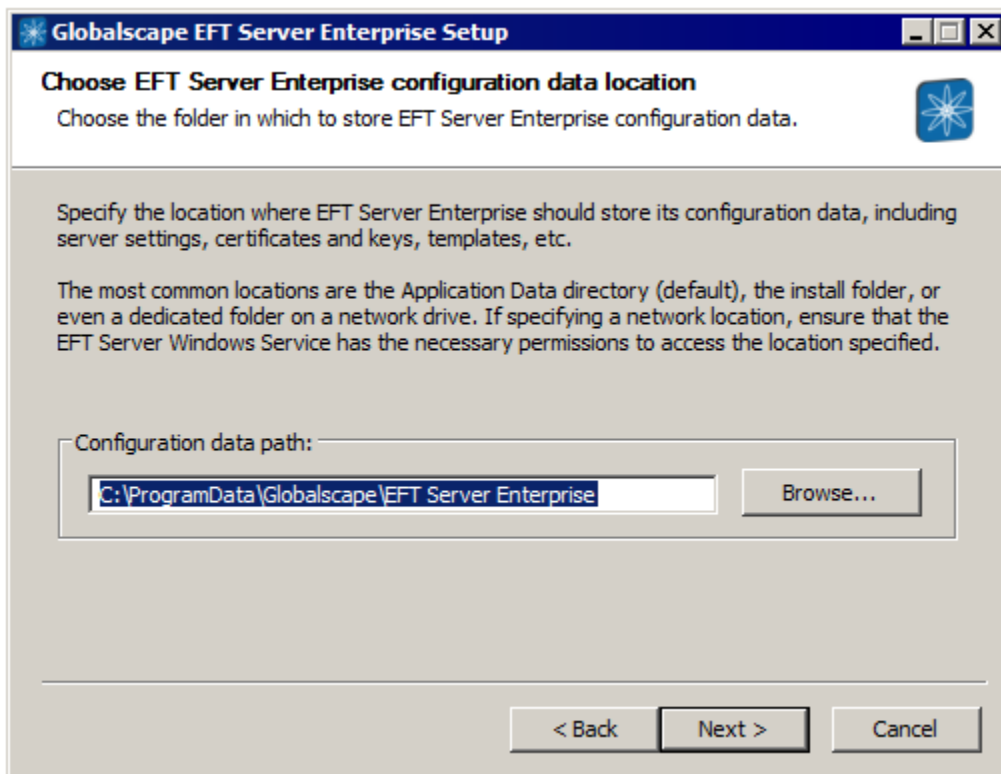 Globalscape EFT Server Enterprise Setup
Choose EFT Server Enterprise configuration data location
Choose the folder in which to store EFT Server Enterprise configuration data.
Specify the location where EFT Server Enterprise should store its configuration data, including
server settings, certificates and keys, templates, etc.
The most common locations are the Application Data directory (default), the install folder, or
even a dedicated folder on a network drive. If specifying a network location, ensure that the
EFT Server Windows Service has the necessary permissions to access the location specified.
Configuration data path:
C:\ProgramData\Globalscape\EFT Server Enterprise
Browse...
< Back
Next >
Cancel